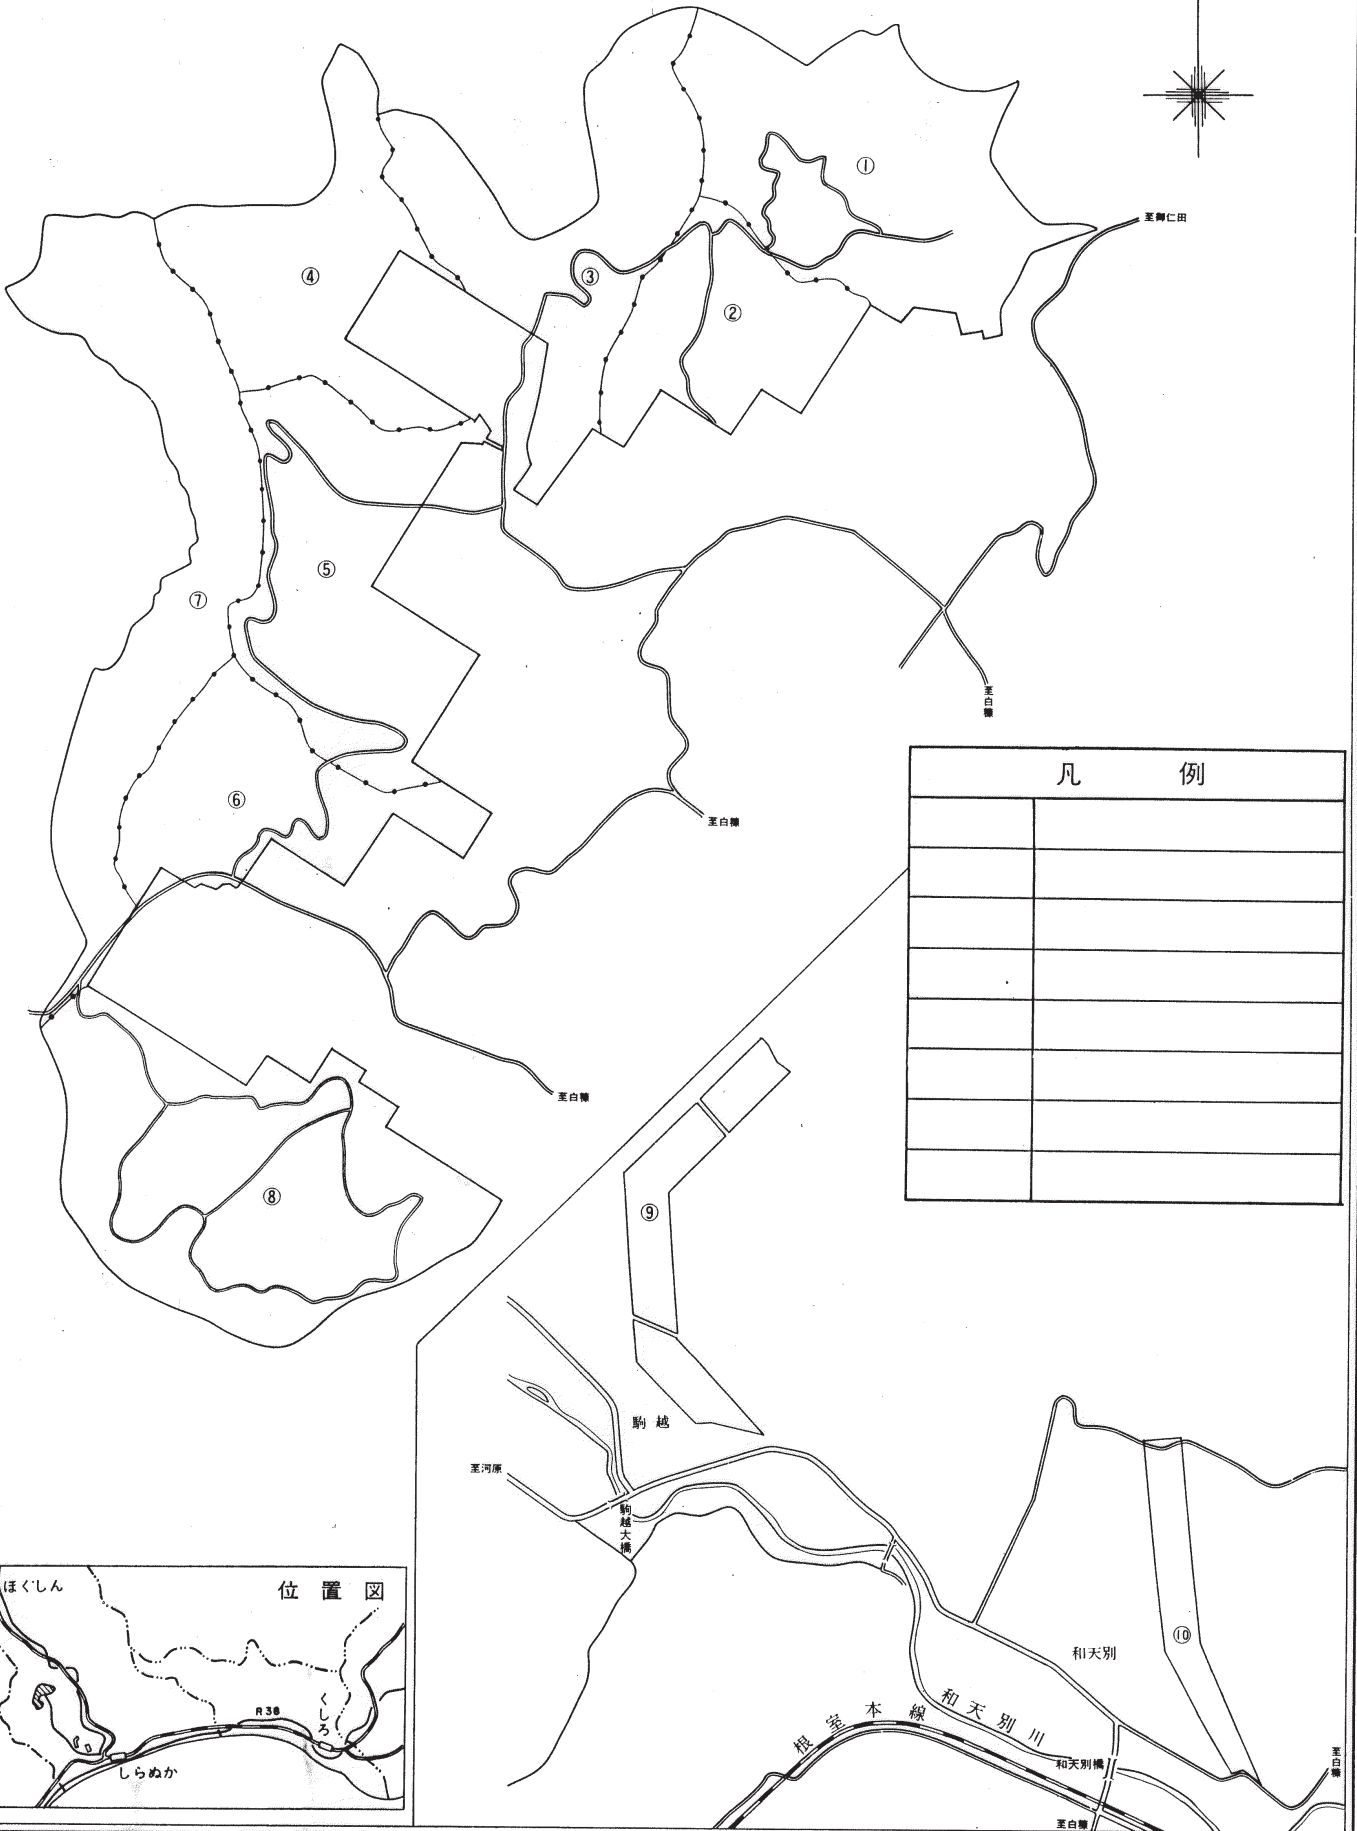 ①
至御仁田
④
③
②
⑤
⑦
至白糠
凡例
⑥
至白糠
至白糠
⑧
⑨
駒越
至河原
駒越大橋
ほくしん
位置図
R38
くしろ
しらぬか
⑩
和天別
根室本線
和天別川
和天別橋
至白糠
至白糠